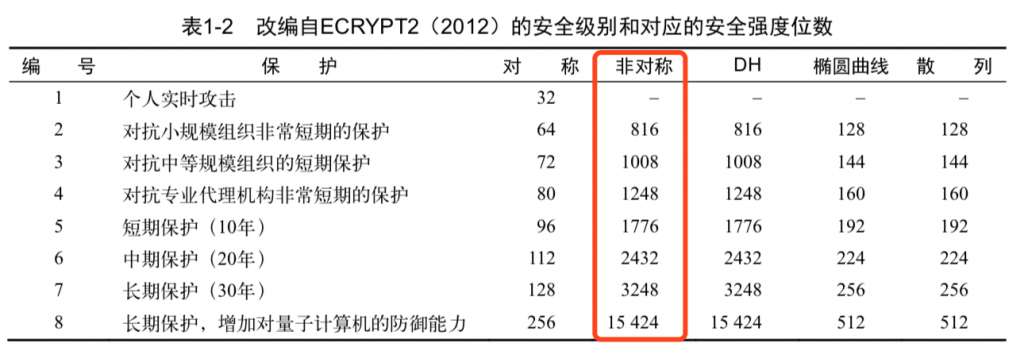 表1-2 改编自ECRYPT2（2012）的安全级别和对应的安全强度位数
编 号 保 护 对 称 非对称 DH 椭圆曲线 散 列
1 个人实时攻击 32 – – – –
2 对抗小规模组织非常短期的保护 64 816 816 128 128
3 对抗中等规模组织的短期保护 72 1008 1008 144 144
4 对抗专业代理机构非常短期的保护 80 1248 1248 160 160
5 短期保护（10年） 96 1776 1776 192 192
6 中期保护（20年） 112 2432 2432 224 224
7 长期保护（30年） 128 3248 3248 256 256
8 长期保护，增加对量子计算机的防御能力 256 15 424 15 424 512 512